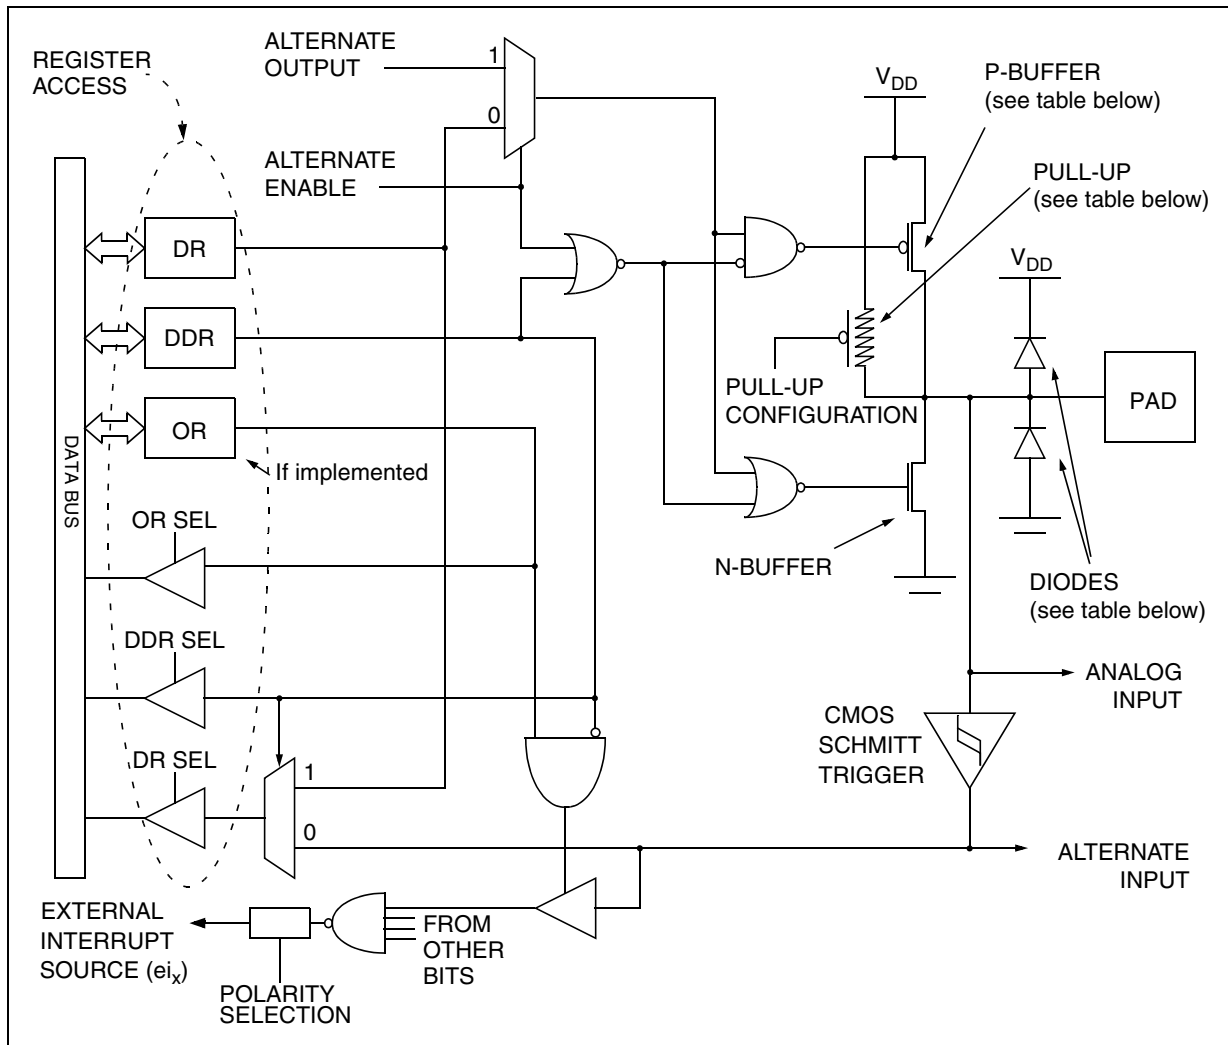 REGISTER
ACCESS
ALTERNATE
OUTPUT
1
0
ALTERNATE
ENABLE
VDD
P-BUFFER
(see table below)
PULL-UP
(see table below)
DR
DDR
OR
If implemented
DATA BUS
VDD
PULL-UP
CONFIGURATION
PAD
OR SEL
DDR SEL
DR SEL
1
0
N-BUFFER
DIODES
(see table below)
ANALOG
INPUT
CMOS
SCHMITT
TRIGGER
ALTERNATE
INPUT
EXTERNAL
INTERRUPT
SOURCE (eix)
POLARITY
SELECTION
FROM
OTHER
BITS